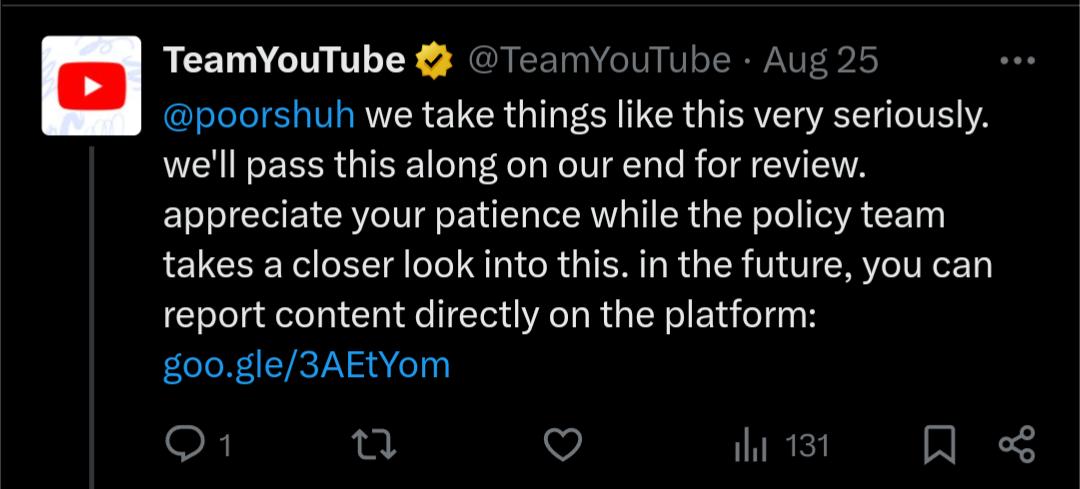 TeamYouTube @TeamYouTube · Aug 25
@poorshuh we take things like this very seriously.
we'll pass this along on our end for review.
appreciate your patience while the policy team
takes a closer look into this. in the future, you can
report content directly on the platform:
goo.gle/3AEtYom
1 131